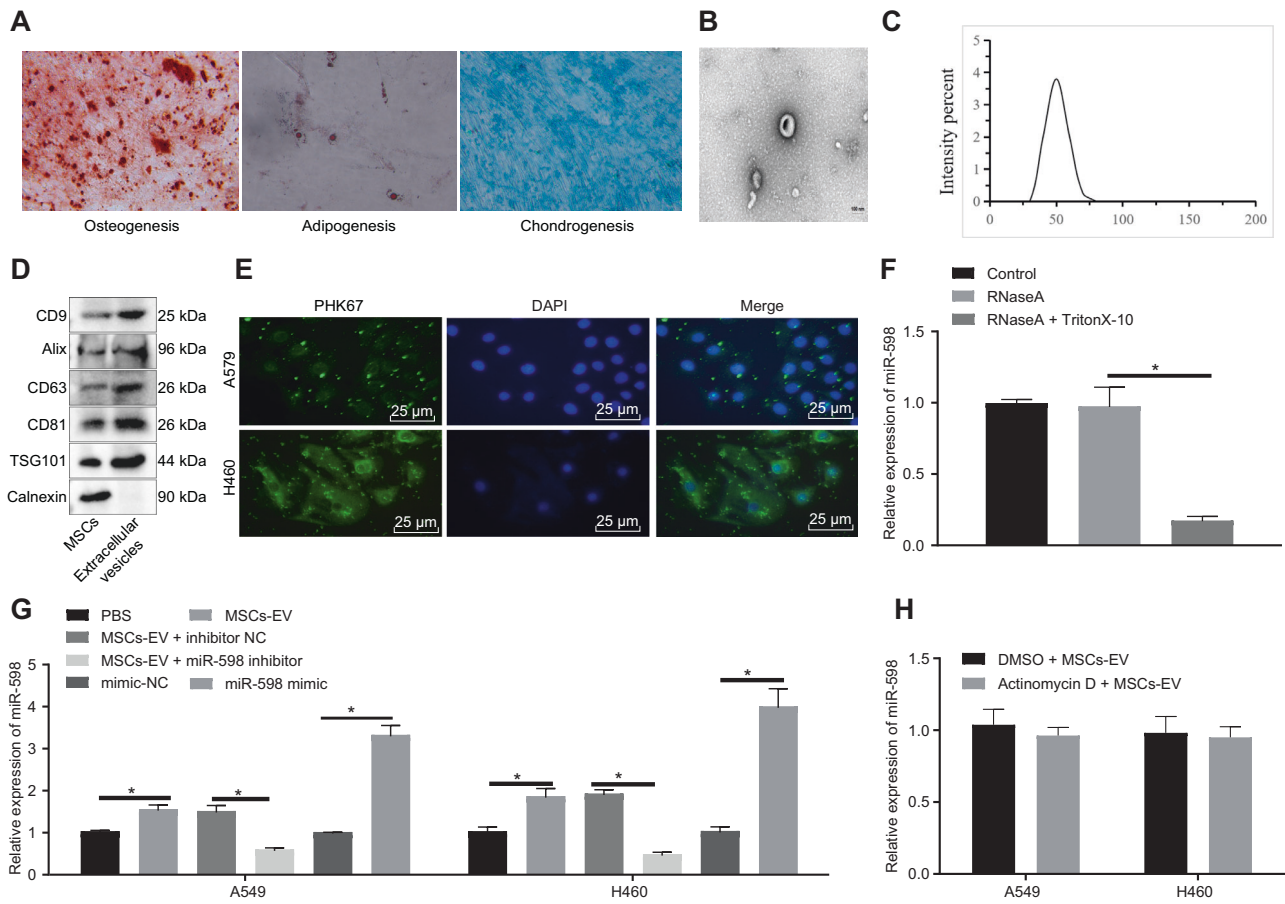 A
Osteogenesis
Adipogenesis
Chondrogenesis
B
100 nm
C
Intensity percent
5
4
3
2
1
0
0
50
100
150
200
D
CD9
25 kDa
Alix
96 kDa
CD63
26 kDa
CD81
26 kDa
TSG101
44 kDa
Calnexin
90 kDa
MSCs
Extracellular
vesicles
E
PHK67
DAPI
Merge
A579
25 µm
25 µm
25 µm
H460
25 µm
25 µm
25 µm
F
Control
RNaseA
RNaseA + TritonX-10
Relative expression of miR-598
1.5
1.0
0.5
0.0
*
G
PBS
MSCs-EV
MSCs-EV + inhibitor NC
MSCs-EV + miR-598 inhibitor
mimic-NC
miR-598 mimic
Relative expression of miR-598
5
4
3
2
1
0
*
*
*
*
*
*
A549
H460
H
DMSO + MSCs-EV
Actinomycin D + MSCs-EV
Relative expression of miR-598
1.5
1.0
0.5
0.0
A549
H460